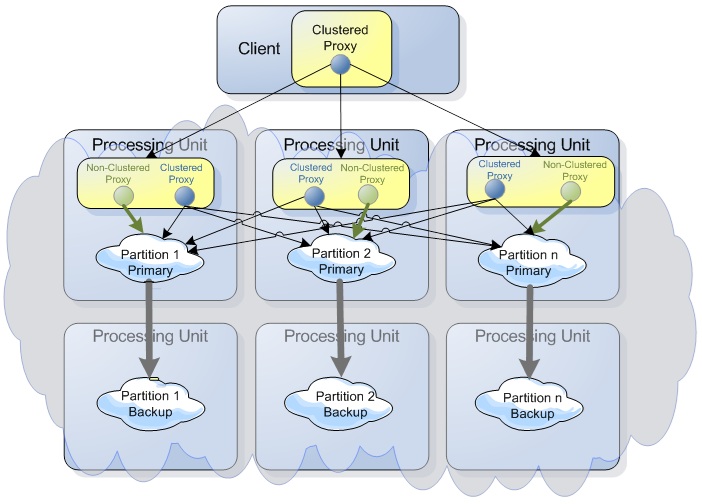 Client
Clustered
Proxy
Processing Unit
Processing Unit
Processing Unit
Non-Clustered
Proxy
Clustered
Proxy
Clustered
Proxy
Non-Clustered
Proxy
Clustered
Proxy
Non-Clustered
Proxy
Partition 1
Primary
Partition 2
Primary
Partition n
Primary
Processing Unit
Processing Unit
Processing Unit
Partition 1
Backup
Partition 2
Backup
Partition n
Backup